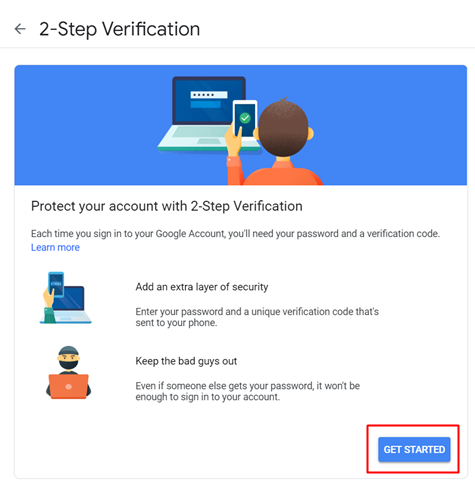 2-Step Verification
Protect your account with 2-Step Verification
Each time you sign in to your Google Account, you'll need your password and a verification code.
Learn more
Add an extra layer of security
Enter your password and a unique verification code that's
sent to your phone.
Keep the bad guys out
Even if someone else gets your password, it won't be
enough to sign in to your account.
GET STARTED